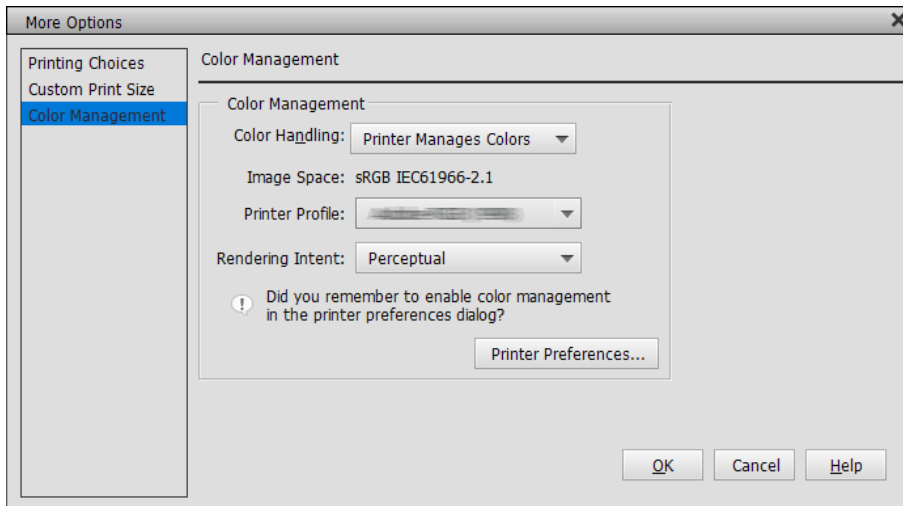 More Options
Printing Choices
Custom Print Size
Color Management
Color Management
Color Management
Color Handling: Printer Manages Colors
Image Space: sRGB IEC61966-2.1
Printer Profile:
Rendering Intent: Perceptual
Did you remember to enable color management
in the printer preferences dialog?
Printer Preferences...
OK Cancel Help